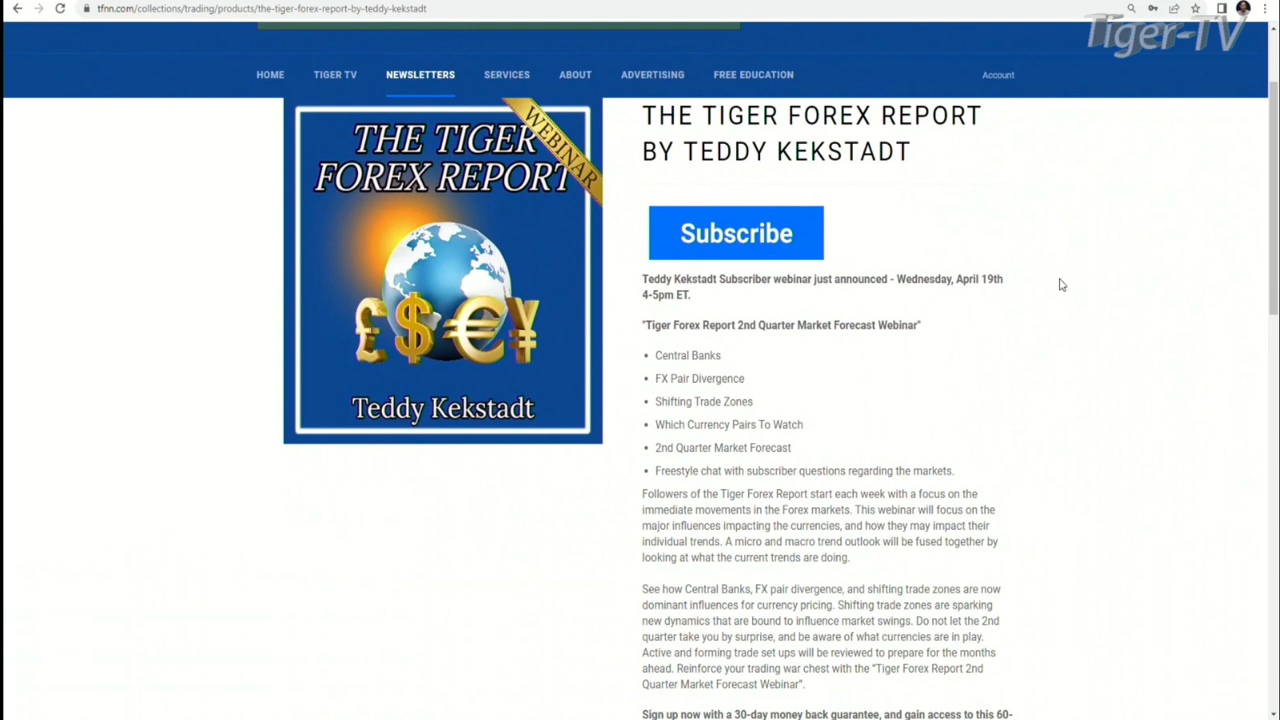 tfnn.com/collections/trading/products/the-tiger-forex-report-by-teddy-kekstadt
Tiger-TV
HOME TIGER TV NEWSLETTERS SERVICES ABOUT ADVERTISING FREE EDUCATION Account
THE TIGER
FOREX REPORT
WEBINAR
£$€¥
Teddy Kekstadt
THE TIGER FOREX REPORT
BY TEDDY KEKSTADT
Subscribe
Teddy Kekstadt Subscriber webinar just announced - Wednesday, April 19th
4-5pm ET.
"Tiger Forex Report 2nd Quarter Market Forecast Webinar"
• Central Banks
• FX Pair Divergence
• Shifting Trade Zones
• Which Currency Pairs To Watch
• 2nd Quarter Market Forecast
• Freestyle chat with subscriber questions regarding the markets.
Followers of the Tiger Forex Report start each week with a focus on the
immediate movements in the Forex markets. This webinar will focus on the
major influences impacting the currencies, and how they may impact their
individual trends. A micro and macro trend outlook will be fused together by
looking at what the current trends are doing.
See how Central Banks, FX pair divergence, and shifting trade zones are now
dominant influences for currency pricing. Shifting trade zones are sparking
new dynamics that are bound to influence market swings. Do not let the 2nd
quarter take you by surprise, and be aware of what currencies are in play.
Active and forming trade set ups will be reviewed to prepare for the months
ahead. Reinforce your trading war chest with the "Tiger Forex Report 2nd
Quarter Market Forecast Webinar".
Sign up now with a 30-day money back guarantee, and gain access to this 60-